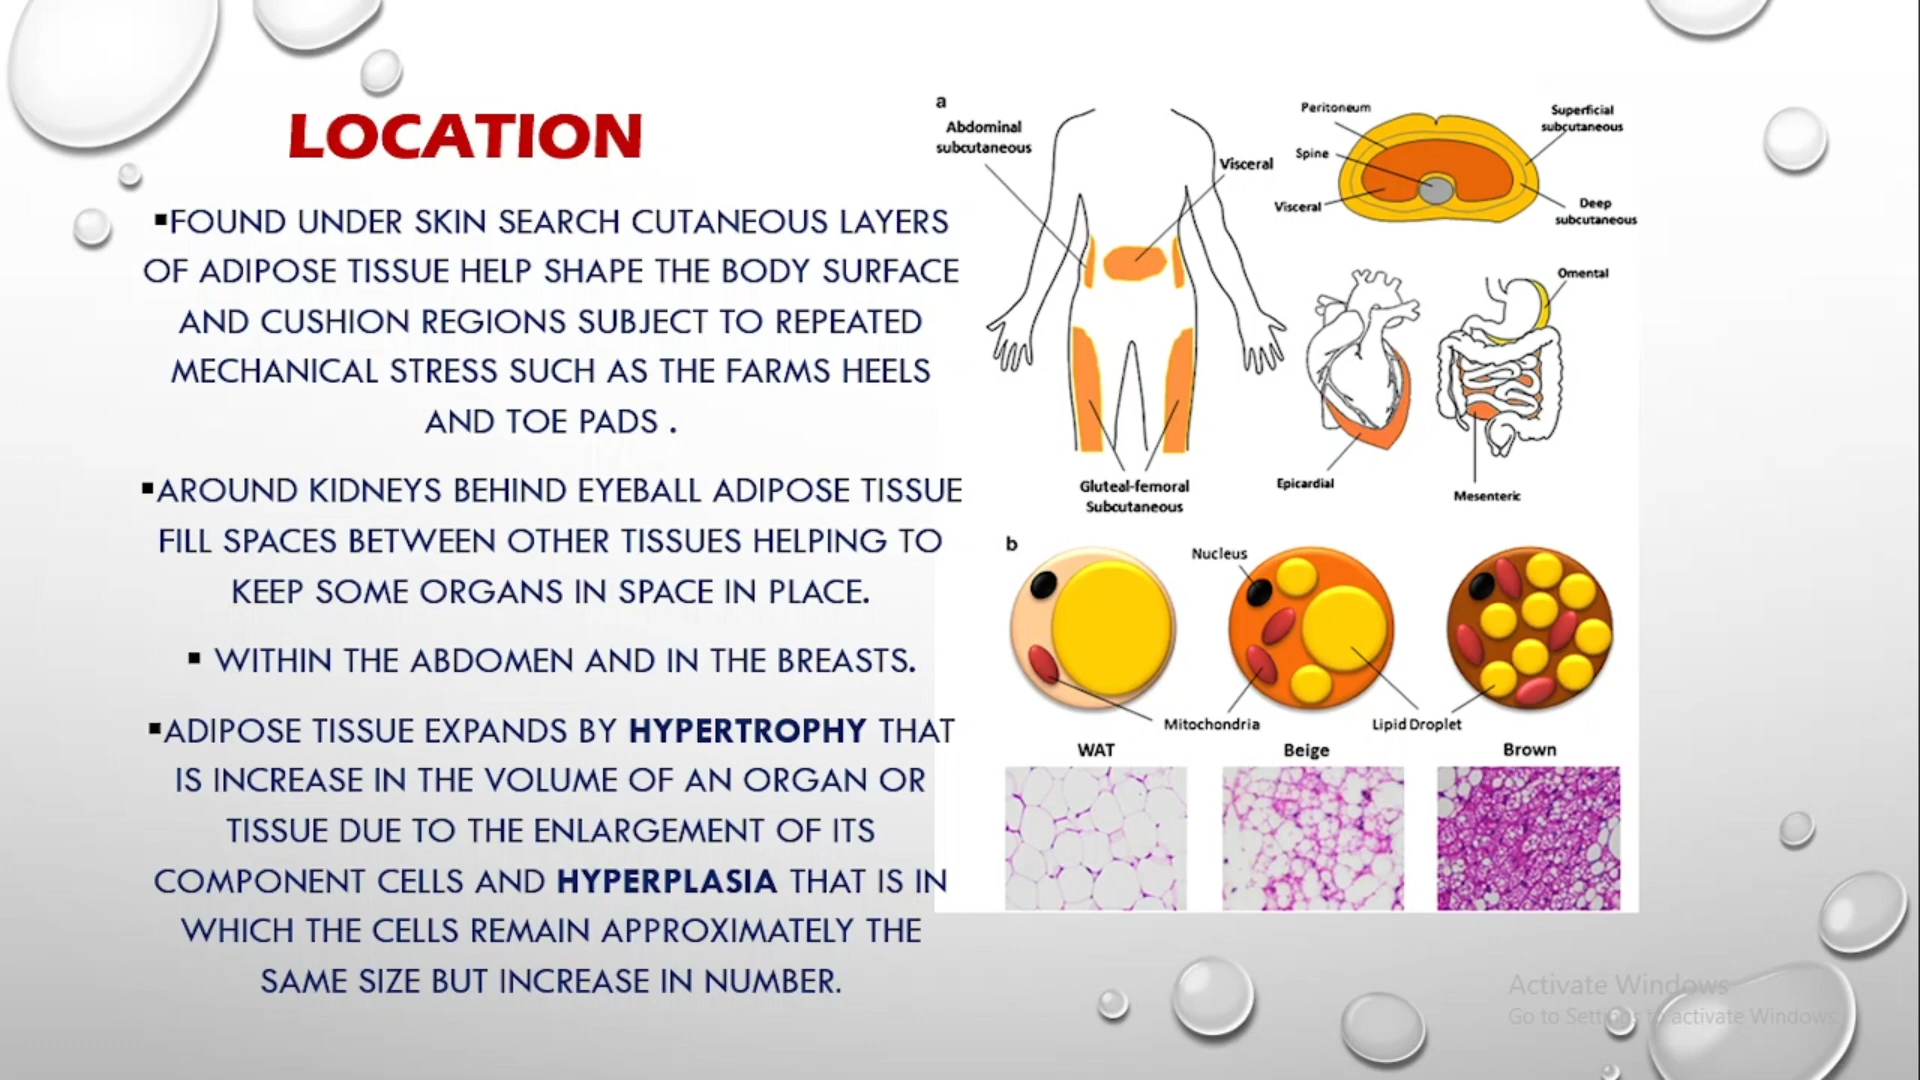 LOCATION
▪FOUND UNDER SKIN SEARCH CUTANEOUS LAYERS
OF ADIPOSE TISSUE HELP SHAPE THE BODY SURFACE
AND CUSHION REGIONS SUBJECT TO REPEATED
MECHANICAL STRESS SUCH AS THE FARMS HEELS
AND TOE PADS .
▪AROUND KIDNEYS BEHIND EYEBALL ADIPOSE TISSUE
FILL SPACES BETWEEN OTHER TISSUES HELPING TO
KEEP SOME ORGANS IN SPACE IN PLACE.
▪ WITHIN THE ABDOMEN AND IN THE BREASTS.
▪ADIPOSE TISSUE EXPANDS BY HYPERTROPHY THAT
IS INCREASE IN THE VOLUME OF AN ORGAN OR
TISSUE DUE TO THE ENLARGEMENT OF ITS
COMPONENT CELLS AND HYPERPLASIA THAT IS IN
WHICH THE CELLS REMAIN APPROXIMATELY THE
SAME SIZE BUT INCREASE IN NUMBER.
a
Abdominal
subcutaneous
Visceral
Gluteal-femoral
Subcutaneous
Peritoneum
Spine
Visceral
Superficial
subcutaneous
Deep
subcutaneous
Omental
Epicardial
Mesenteric
b
Nucleus
Mitochondria
Lipid Droplet
WAT
Beige
Brown
Activate Windows
Go to Settings to activate Windows.